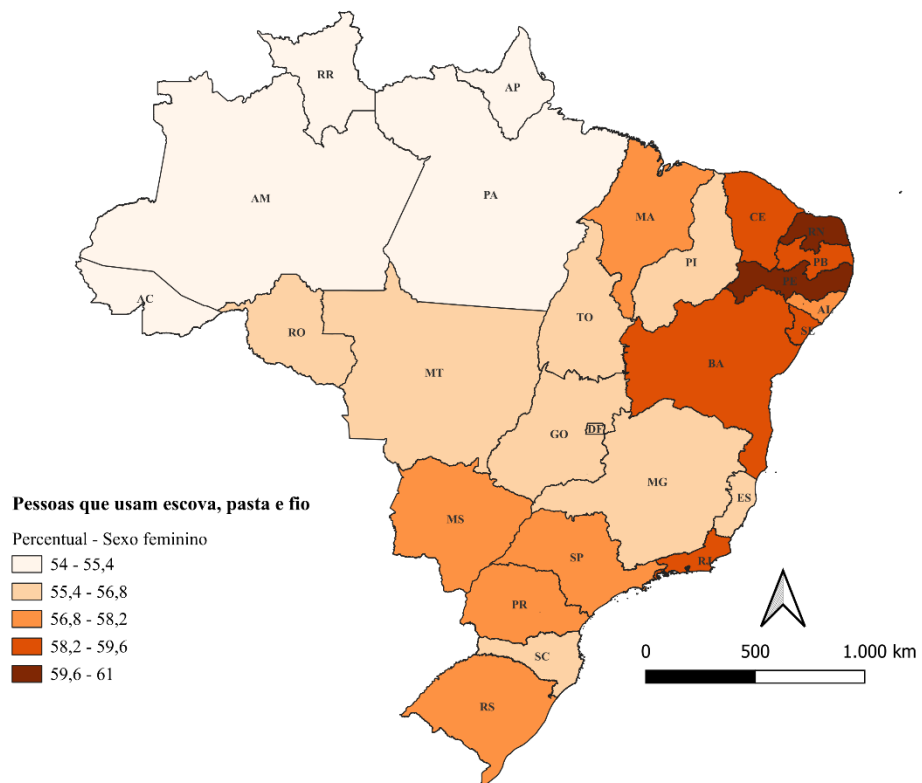 RR
AP
AM
PA
MA
CE
RN
PI
PB
PE
AC
AL
TO
SE
RO
BA
MT
GO
DF
MG
ES
MS
SP
RJ
PR
SC
RS
Pessoas que usam escova, pasta e fio
Percentual - Sexo feminino
54 - 55,4
55,4 - 56,8
56,8 - 58,2
58,2 - 59,6
59,6 - 61
0 500 1.000 km